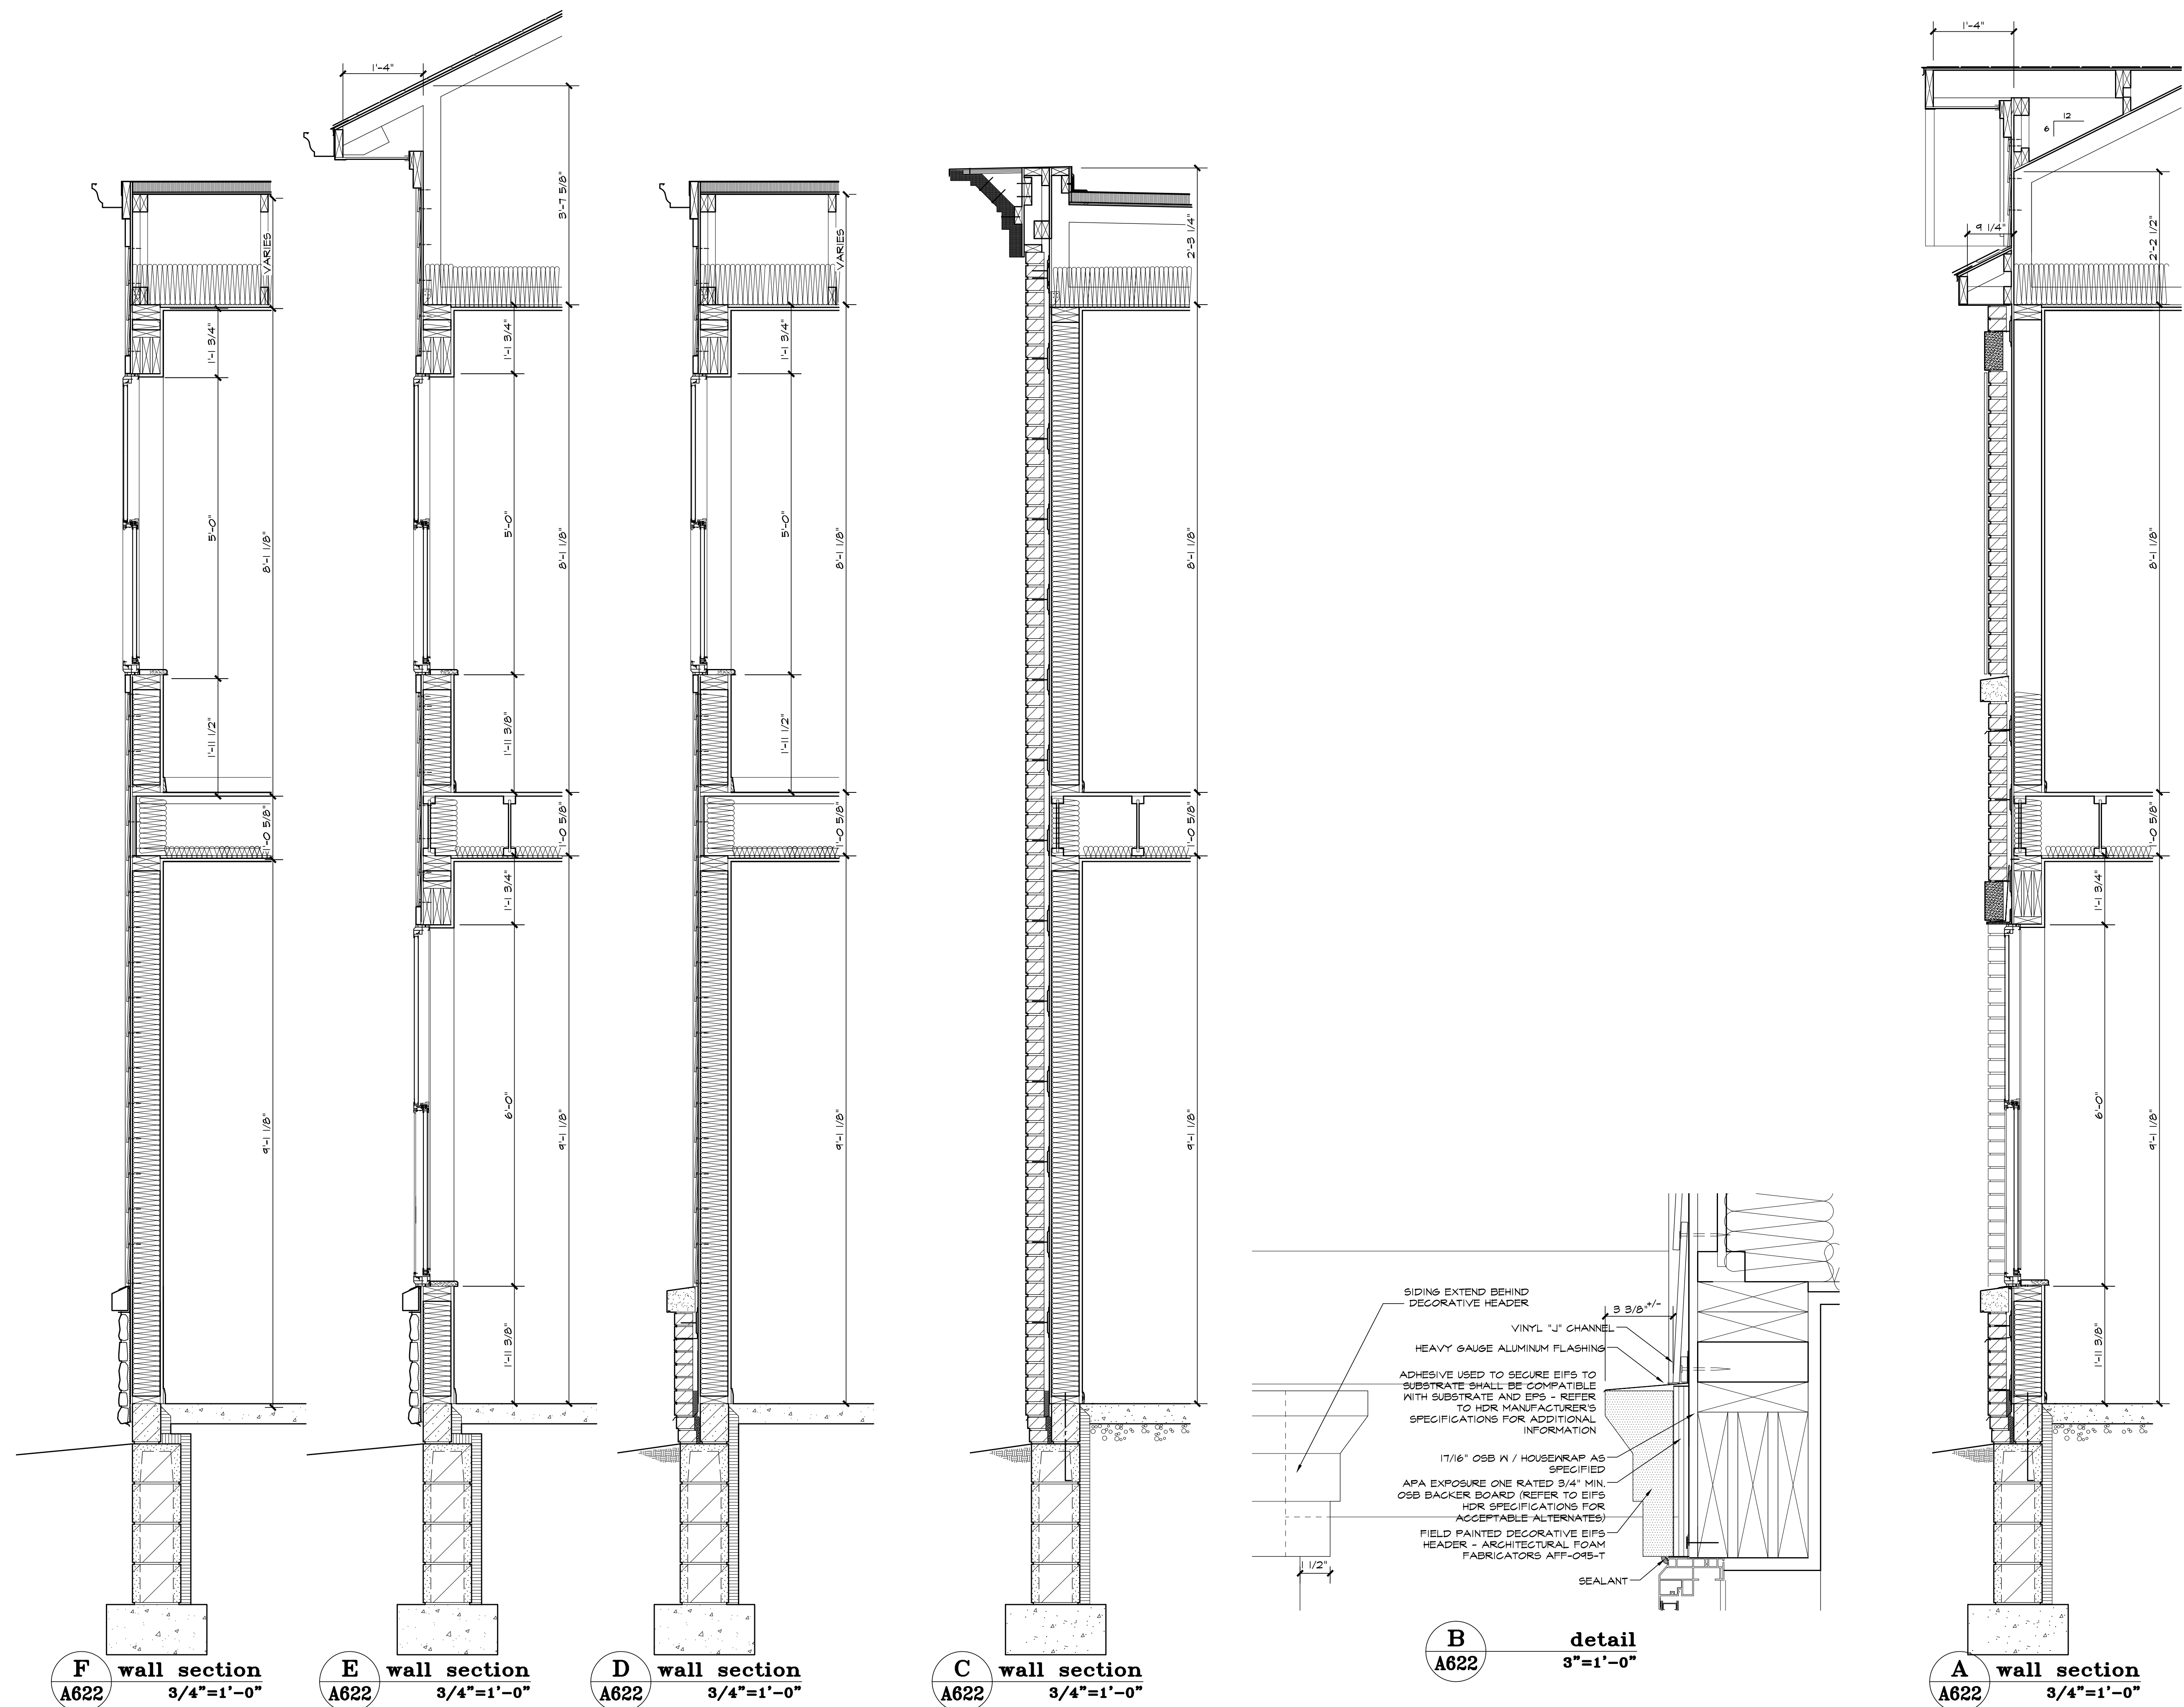 VARIES
1'-1 3/4"
5'-0"
8'-1 1/8"
1'-11 1/2"
1'-0 5/8"
9'-1 1/8"
F
A622
wall section
3/4"=1'-0"
1'-4"
3'-7 5/8"
1'-1 3/4"
5'-0"
8'-1 1/8"
1'-11 3/8"
1'-0 5/8"
1'-1 3/4"
6'-0"
9'-1 1/8"
1'-11 3/8"
E
A622
wall section
3/4"=1'-0"
VARIES
1'-1 3/4"
5'-0"
8'-1 1/8"
1'-11 1/2"
1'-0 5/8"
9'-1 1/8"
D
A622
wall section
3/4"=1'-0"
2'-3 1/4"
8'-1 1/8"
1'-0 5/8"
9'-1 1/8"
C
A622
wall section
3/4"=1'-0"
SIDING EXTEND BEHIND
DECORATIVE HEADER
3 3/8"+/-
VINYL "J" CHANNEL
HEAVY GAUGE ALUMINUM FLASHING
ADHESIVE USED TO SECURE EIFS TO
SUBSTRATE SHALL BE COMPATIBLE
WITH SUBSTRATE AND EPS - REFER
TO HDR MANUFACTURER'S
SPECIFICATIONS FOR ADDITIONAL
INFORMATION
17/16" OSB W / HOUSEWRAP AS
SPECIFIED
APA EXPOSURE ONE RATED 3/4" MIN.
OSB BACKER BOARD (REFER TO EIFS
HDR SPECIFICATIONS FOR
ACCEPTABLE ALTERNATES)
FIELD PAINTED DECORATIVE EIFS
HEADER - ARCHITECTURAL FOAM
FABRICATORS AFF-095-T
1 1/2"
SEALANT
B
A622
detail
3"=1'-0"
1'-4"
12
6
9 1/4"
2'-2 1/2"
8'-1 1/8"
1'-0 5/8"
1'-1 3/4"
6'-0"
9'-1 1/8"
1'-11 3/8"
A
A622
wall section
3/4"=1'-0"